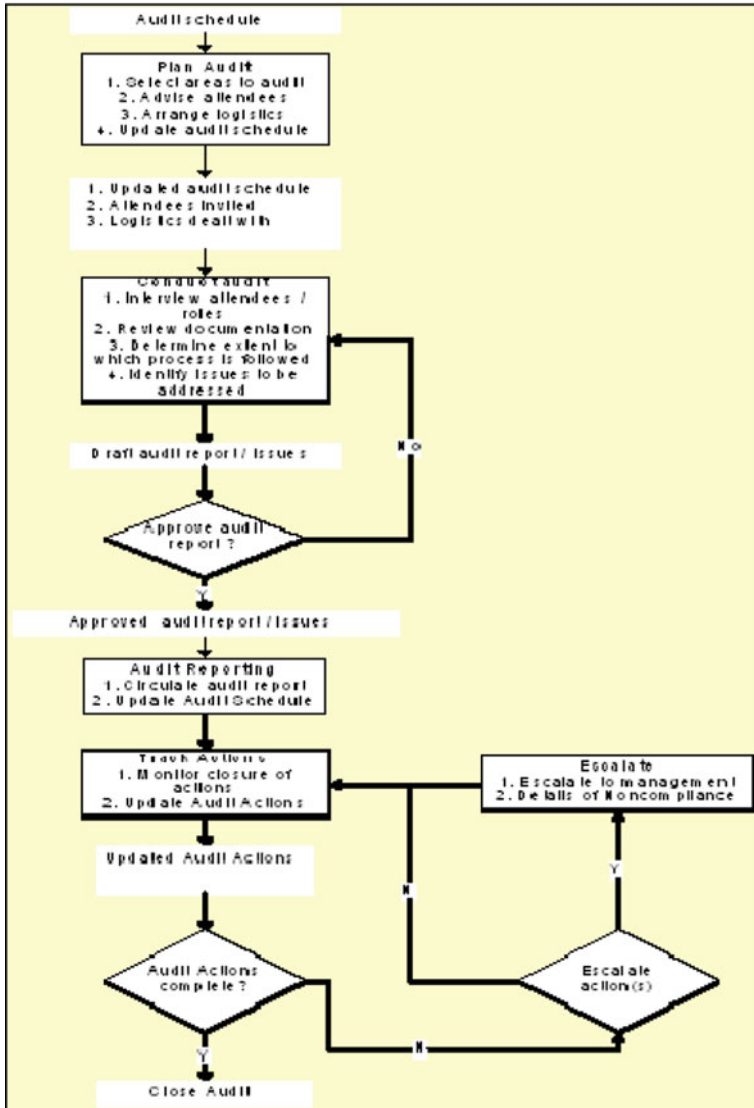 Audit schedule
Plan Audit
1. Select areas to audit
2. Advise attendees
3. Arrange logistics
4. Update audit schedule
1. Updated audit schedule
2. Attendees invited
3. Logistics dealt with
Conduct audit
1. Interview attendees /
roles
2. Review documentation
3. Determine extent to
which process is followed
4. Identify issues to be
addressed
No
Draft audit report / issues
Approve audit
report?
Y
Approved audit report / issues
Audit Reporting
1. Circulate audit report
2. Update Audit Schedule
Track Actions
1. Monitor closure of
actions
2. Update Audit Actions
Escalate
1. Escalate to management
2. Details of Noncompliance
Updated Audit Actions
N
Y
Audit Actions
complete?
Escalate
action(s)
N
Y
Close Audit